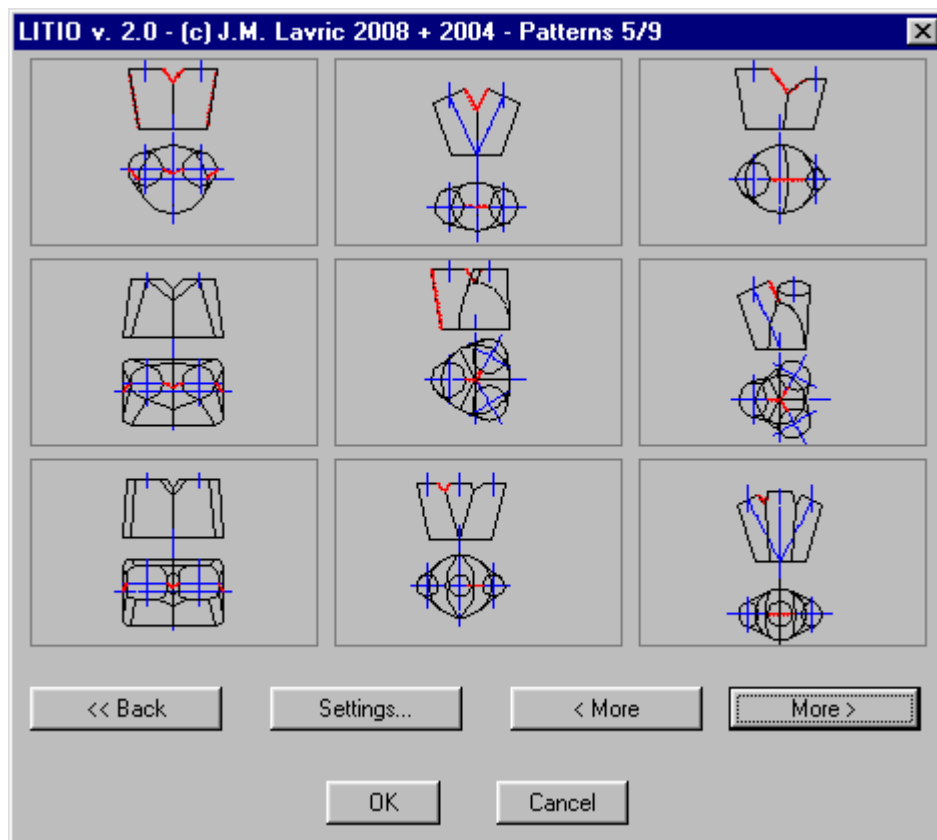 LITIO v. 2.0 - (c) J.M. Lavric 2008 + 2004 - Patterns 5/9
<< Back Settings... < More More >
OK Cancel